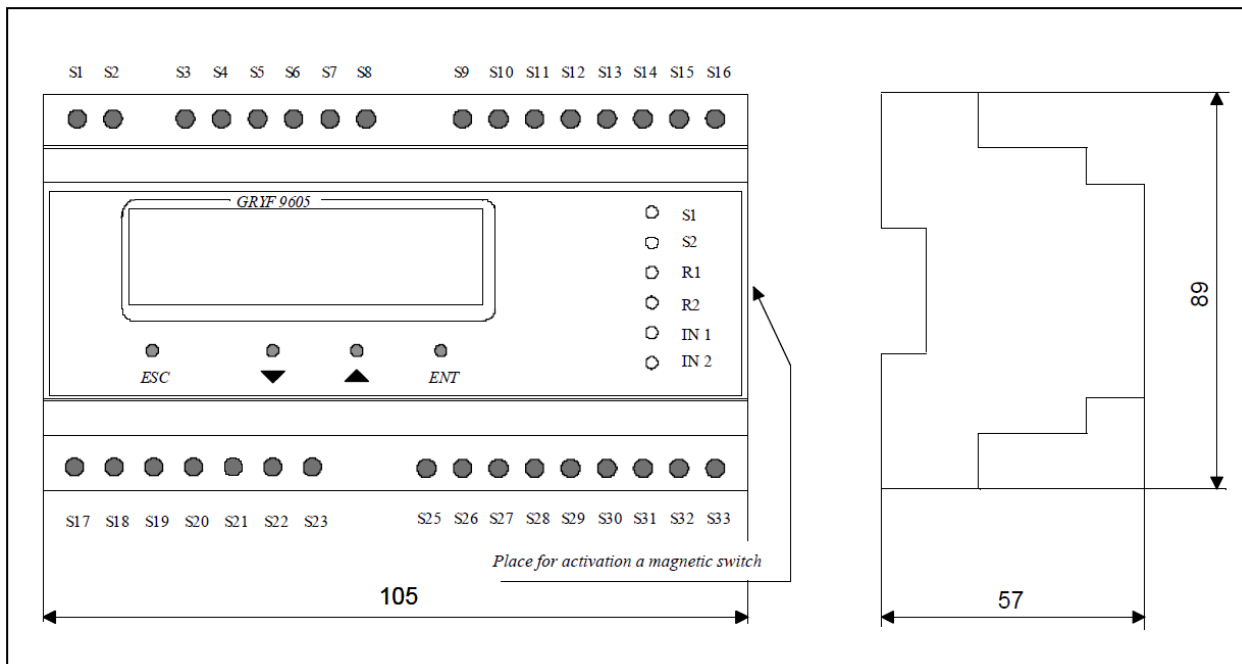 S1 S2 S3 S4 S5 S6 S7 S8 S9 S10 S11 S12 S13 S14 S15 S16
GRYF 9605
S1
S2
R1
R2
IN 1
IN 2
ESC ▼ ▲ ENT
S17 S18 S19 S20 S21 S22 S23 S25 S26 S27 S28 S29 S30 S31 S32 S33
Place for activation a magnetic switch
105
89
57